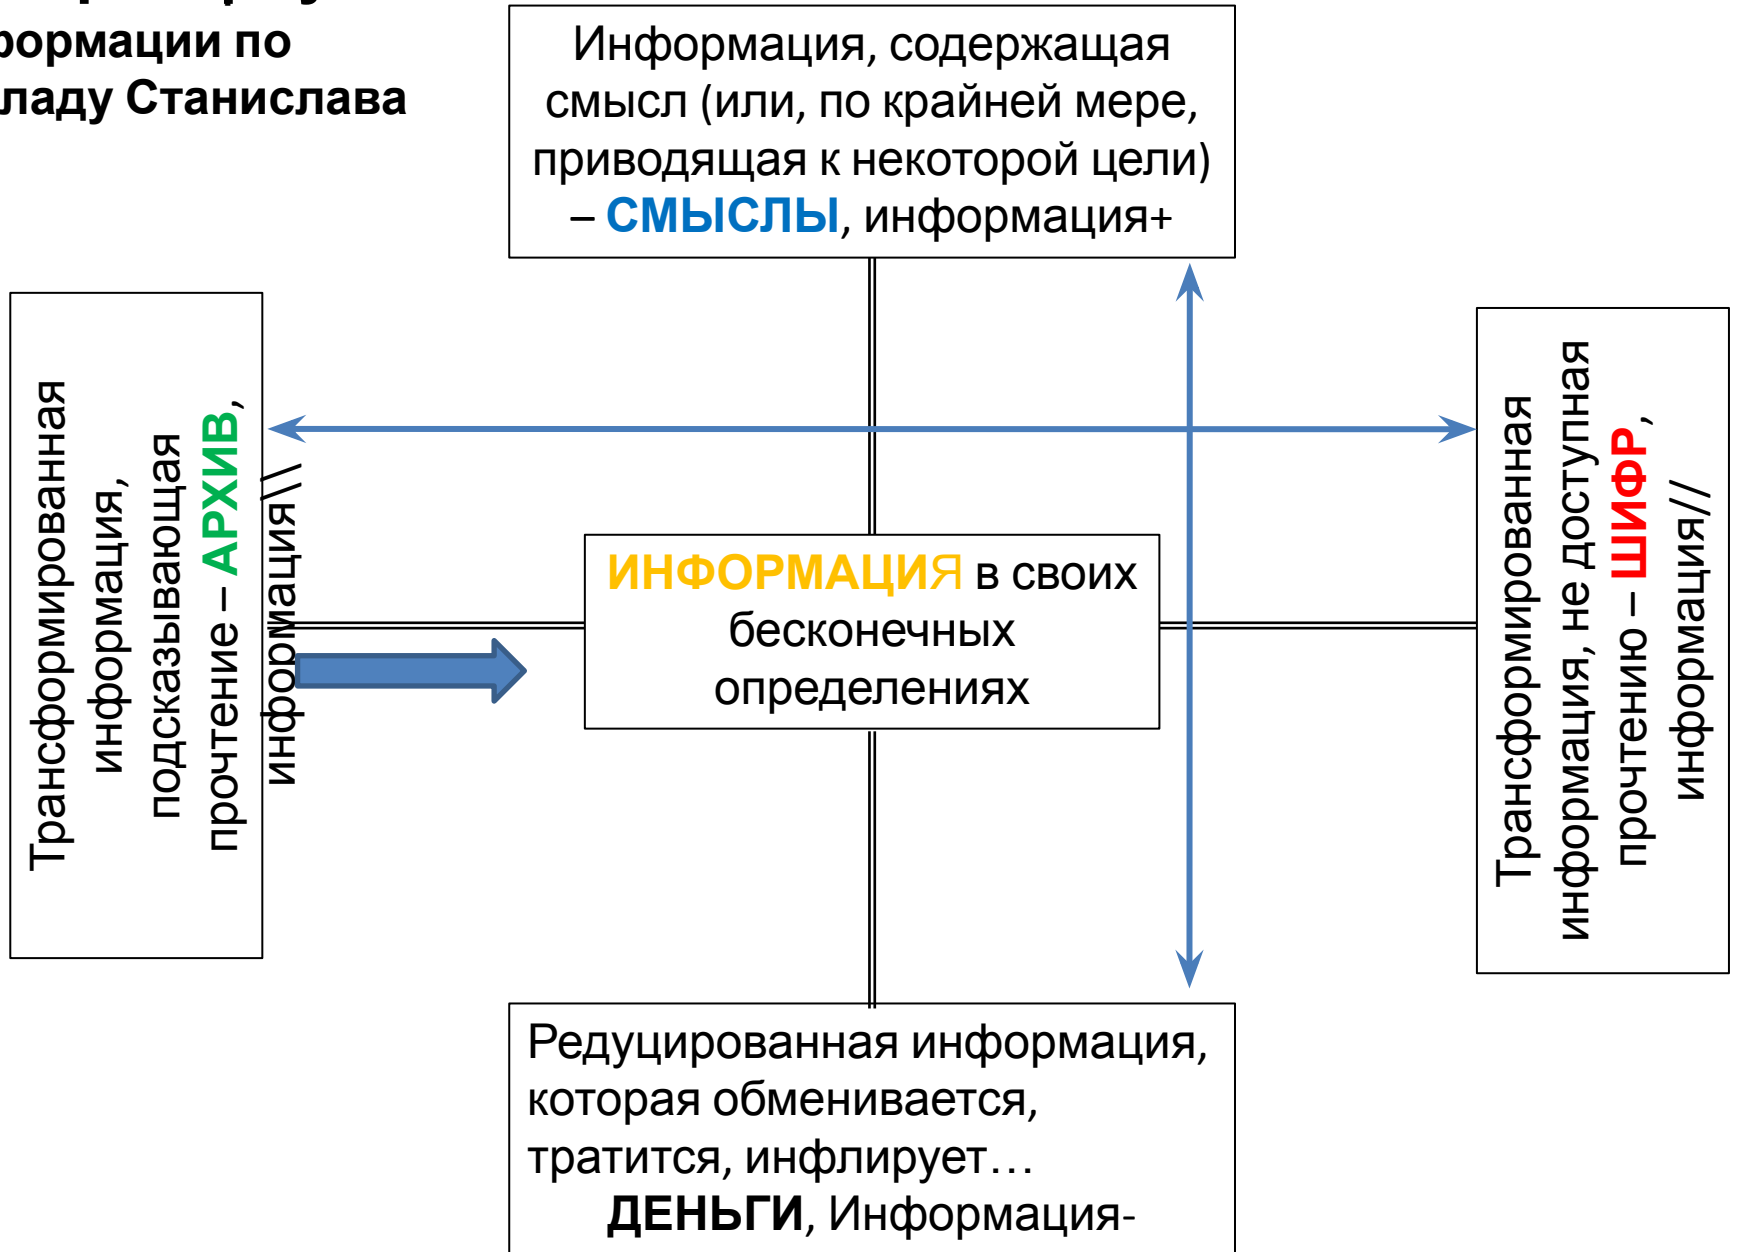 формации по
ладу Станислава
Информация, содержащая
смысл (или, по крайней мере,
приводящая к некоторой цели)
– СМЫСЛЫ, информация+
Трансформированная
информация,
подсказывающая
прочтение – АРХИВ,
информация\\
ИНФОРМАЦИЯ в своих
бесконечных
определениях
Трансформированная
информация, не доступная
прочтению – ШИФР,
информация//
Редуцированная информация,
которая обменивается,
тратится, инфлирует…
ДЕНЬГИ, Информация-